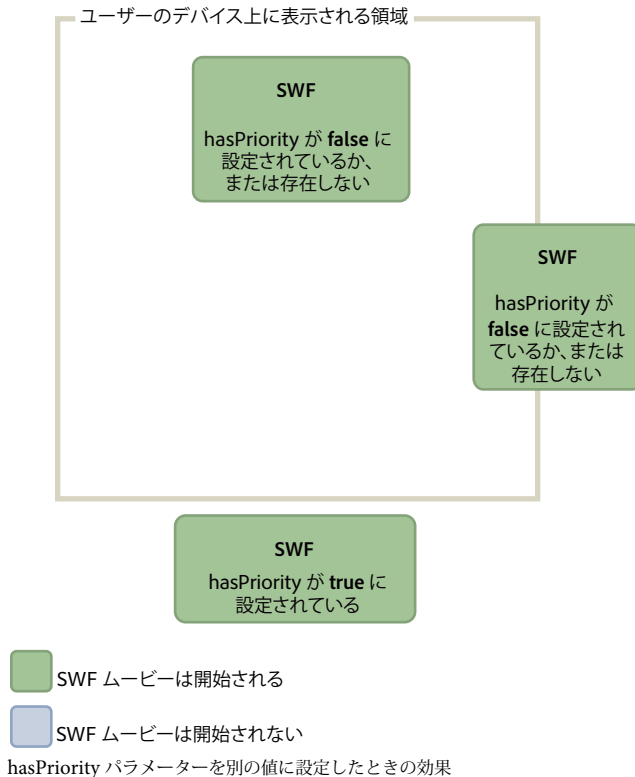 ユーザーのデバイス上に表示される領域
SWF
hasPriority が false に
設定されているか、
または存在しない
SWF
hasPriority が
false に設定され
ているか、または
存在しない
SWF
hasPriority が true に
設定されている
SWF ムービーは開始される
SWF ムービーは開始されない
hasPriority パラメーターを別の値に設定したときの効果